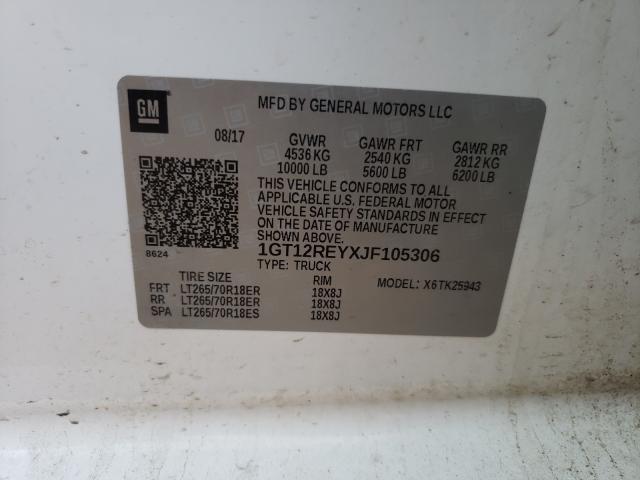 GM
MFD BY GENERAL MOTORS LLC
08/17 GVWR GAWR FRT GAWR RR
4536 KG 2540 KG 2812 KG
10000 LB 5600 LB 6200 LB
THIS VEHICLE CONFORMS TO ALL
APPLICABLE U.S. FEDERAL MOTOR
VEHICLE SAFETY STANDARDS IN EFFECT
ON THE DATE OF MANUFACTURE
SHOWN ABOVE.
8624 1GT12REYXJF105306
TYPE: TRUCK
TIRE SIZE RIM MODEL: X6TK25943
FRT LT265/70R18ER 18X8J
RR LT265/70R18ER 18X8J
SPA LT265/70R18ES 18X8J